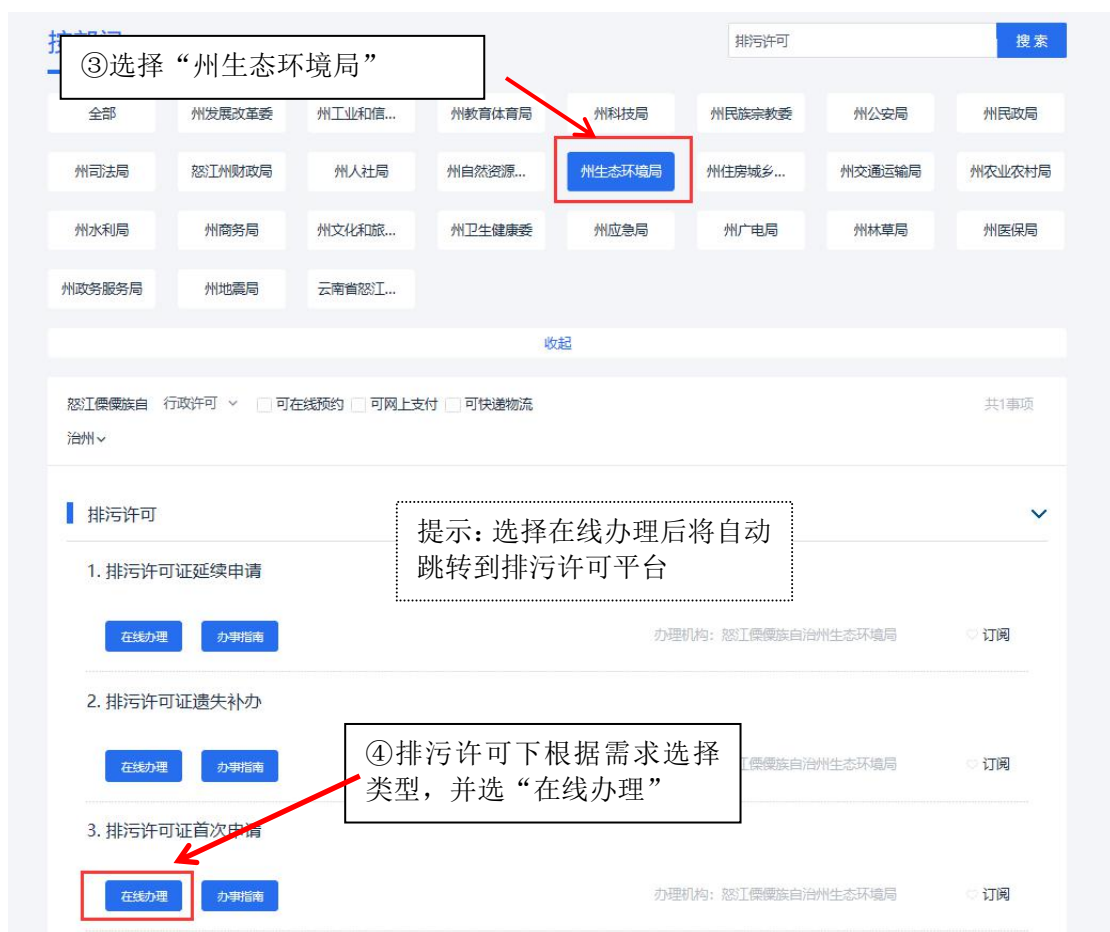 ③选择“州生态环境局”
排污许可
搜索
全部 州发展改革委 州工业和信... 州教育体育局 州科技局 州民族宗教委 州公安局 州民政局
州司法局 怒江州财政局 州人社局 州自然资源... 州生态环境局 州住房城乡... 州交通运输局 州农业农村局
州水利局 州商务局 州文化和旅... 州卫生健康委 州应急局 州广电局 州林草局 州医保局
州政务服务局 州地震局 云南省怒江...
收起
怒江傈僳族自 行政许可 可在线预约 可网上支付 可快递物流 共1事项
治州
排污许可
提示：选择在线办理后将自动
跳转到排污许可平台
1. 排污许可证延续申请
在线办理 办事指南 办理机构：怒江傈僳族自治州生态环境局 订阅
2. 排污许可证遗失补办
④排污许可下根据需求选择
类型，并选“在线办理”
在线办理 办事指南 傈僳族自治州生态环境局 订阅
3. 排污许可证首次申请
在线办理 办事指南 办理机构：怒江傈僳族自治州生态环境局 订阅